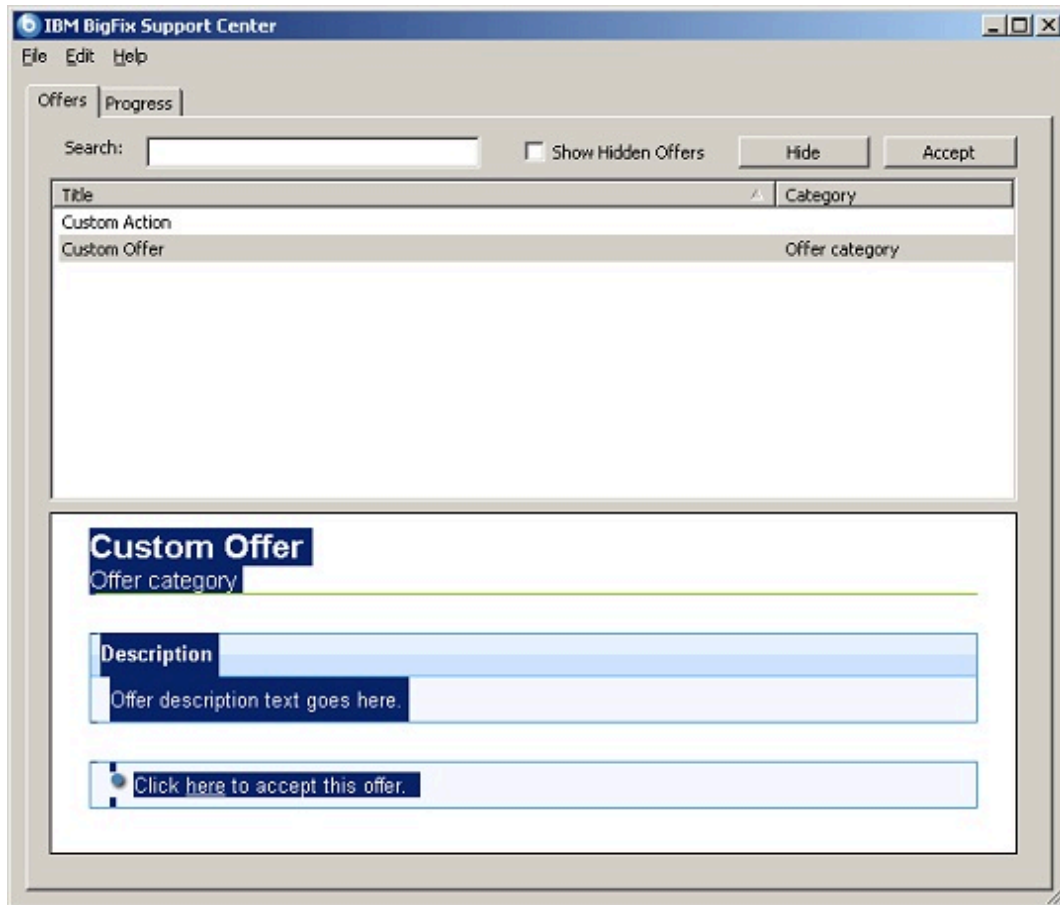 IBM BigFix Support Center
File Edit Help
Offers Progress
Search: Show Hidden Offers Hide Accept
Title Category
Custom Action
Custom Offer Offer category
Custom Offer
Offer category
Description
Offer description text goes here.
Click here to accept this offer.